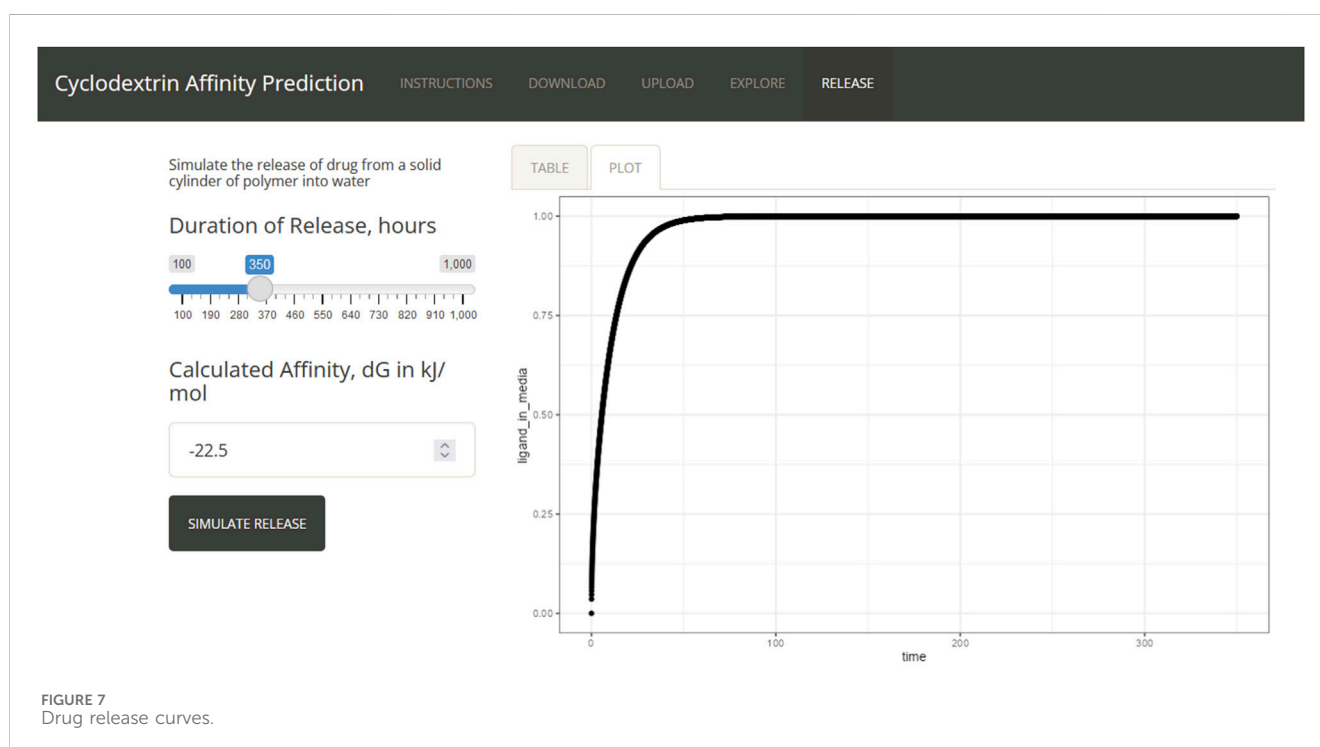 Cyclodextrin Affinity Prediction INSTRUCTIONS DOWNLOAD UPLOAD EXPLORE RELEASE
Simulate the release of drug from a solid
cylinder of polymer into water
Duration of Release, hours
100 350 1,000
100 190 280 370 460 550 640 730 820 910 1,000
Calculated Affinity, dG in kJ/
mol
-22.5
SIMULATE RELEASE
TABLE PLOT
1.00
0.75
0.50
0.25
0.00
ligand_in_media
0 100 200 300
time
FIGURE 7
Drug release curves.